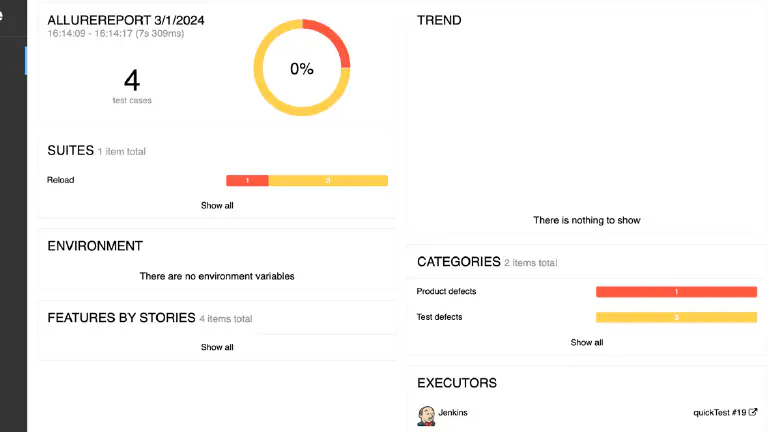 e
ALLUREREPORT 3/1/2024
16:14:09 - 16:14:17 (7s 309ms)
4
test cases
0%
SUITES 1 item total
Reload 1 3
Show all
ENVIRONMENT
There are no environment variables
FEATURES BY STORIES 4 items total
Show all
TREND
There is nothing to show
CATEGORIES 2 items total
Product defects 1
Test defects 3
Show all
EXECUTORS
Jenkins quickTest #19